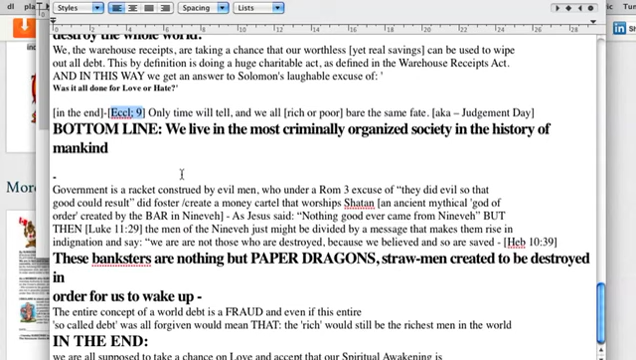 Styles
Spacing
Lists
0 2 4 6 8 10 12 14 16 18
destroy the whole world.
We, the warehouse receipts, are taking a chance that our worthless [yet real savings] can be used to wipe
out all debt. This by definition is doing a huge charitable act, as defined in the Warehouse Receipts Act.
AND IN THIS WAY we get an answer to Solomon's laughable excuse of: '
Was it all done for Love or Hate?'
[in the end]-[Eccl; 9] Only time will tell, and we all [rich or poor] bare the same fate. [aka – Judgement Day]
BOTTOM LINE: We live in the most criminally organized society in the history of
mankind
-
Government is a racket construed by evil men, who under a Rom 3 excuse of “they did evil so that
good could result” did foster /create a money cartel that worships Shatan [an ancient mythical 'god of
order' created by the BAR in Nineveh] - As Jesus said: “Nothing good ever came from Nineveh” BUT
THEN [Luke 11:29] the men of the Nineveh just might be divided by a message that makes them rise in
indignation and say: “we are are not those who are destroyed, because we believed and so are saved - [Heb 10:39]
These banksters are nothing but PAPER DRAGONS, straw-men created to be destroyed
in
order for us to wake up -
The entire concept of a world debt is a FRAUD and even if this entire
'so called debt' was all forgiven would mean THAT: the 'rich' would still be the richest men in the world
IN THE END:
we are all supposed to take a chance on Love and accept that our Spiritual Awakening is
More
in Sh